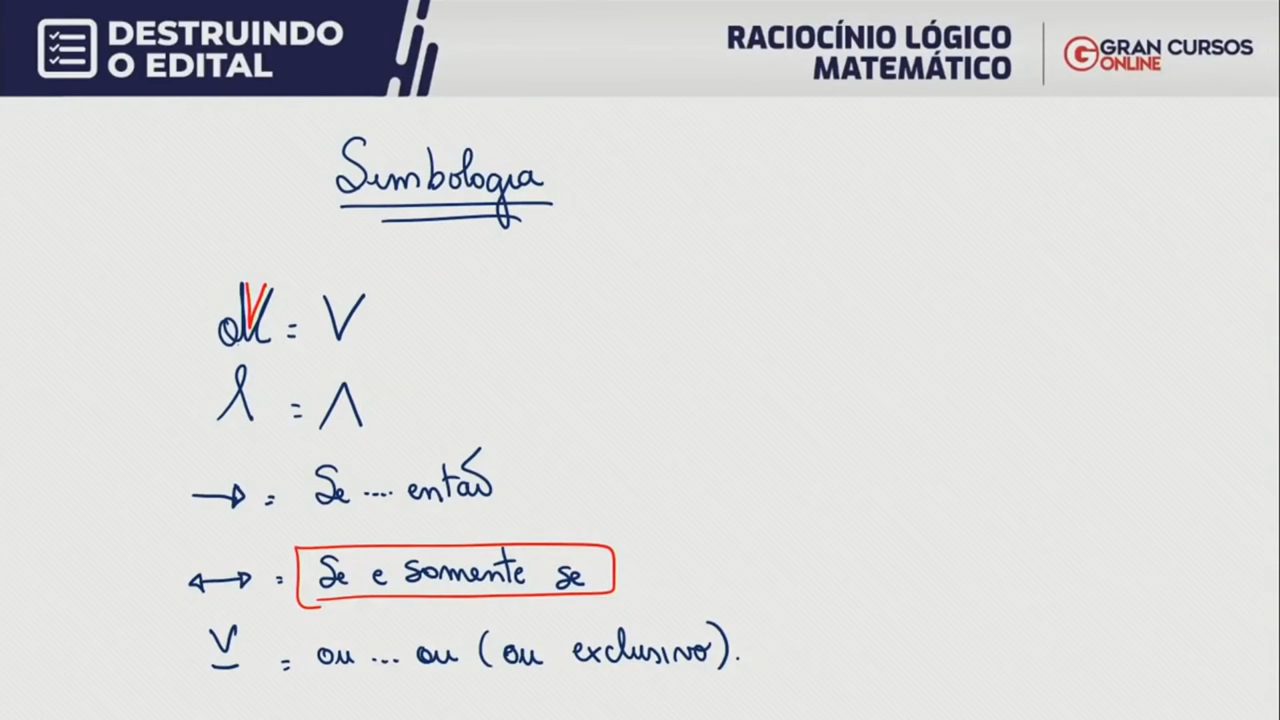 DESTRUINDO
O EDITAL
RACIOCÍNIO LÓGICO
MATEMÁTICO
GRAN CURSOS
ONLINE
Simbologia
ou = V
λ = Λ
→ = Se .... então
↔ = Se e somente se
V = ou ... ou (ou exclusivo).